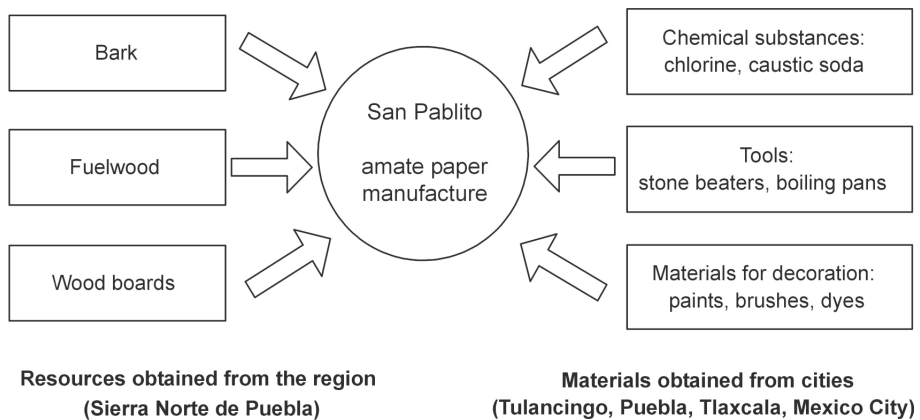 Bark
Fuelwood
Wood boards
San Pablito
amate paper
manufacture
Chemical substances:
chlorine, caustic soda
Tools:
stone beaters, boiling pans
Materials for decoration:
paints, brushes, dyes
Resources obtained from the region
(Sierra Norte de Puebla)
Materials obtained from cities
(Tulancingo, Puebla, Tlaxcala, Mexico City)